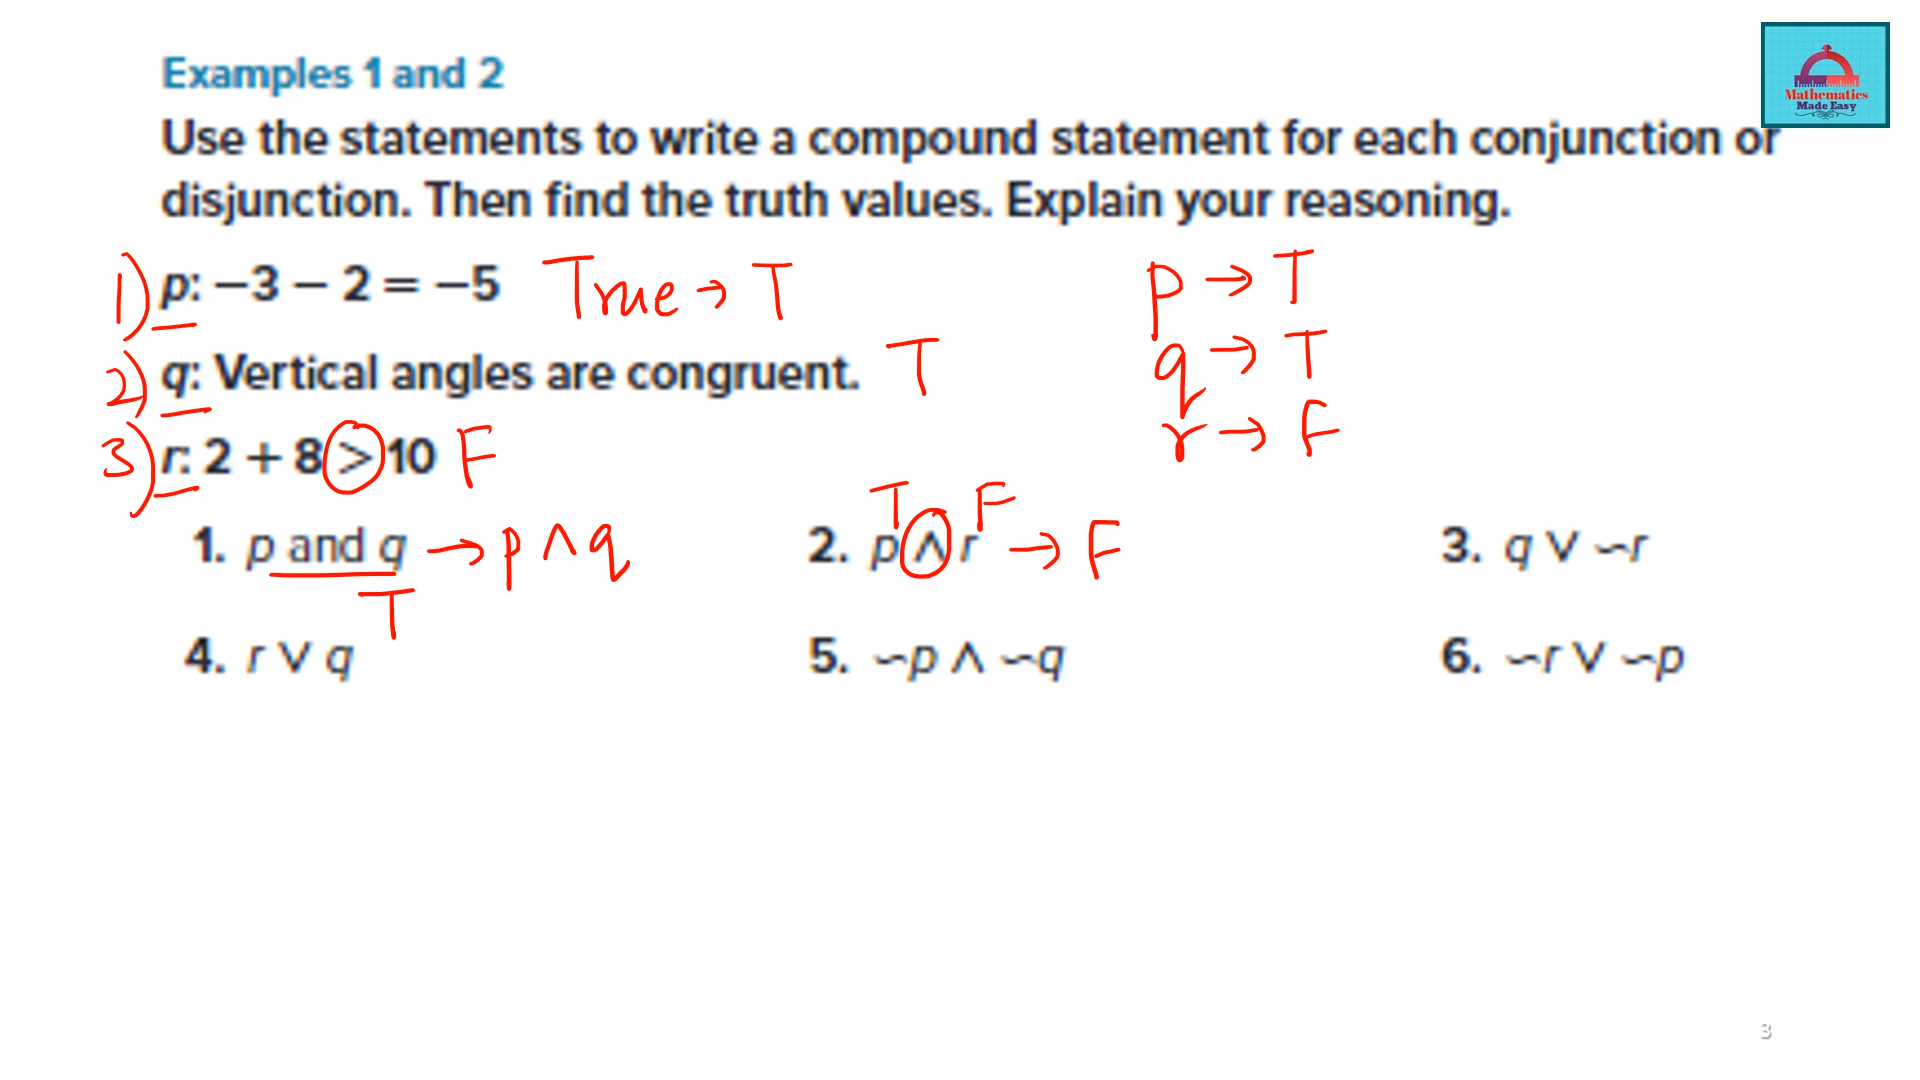 Mathematics
Made Easy
Examples 1 and 2
Use the statements to write a compound statement for each conjunction or
disjunction. Then find the truth values. Explain your reasoning.
1) p: −3 − 2 = −5 True → T
p → T
2) q: Vertical angles are congruent. T
q → T
3) r: 2 + 8 > 10 F
r → F
1. p and q → p ∧ q
T
2. p ∧ r → F
T F
3. q ∨ ~r
4. r ∨ q
5. ~p ∧ ~q
6. ~r ∨ ~p
3